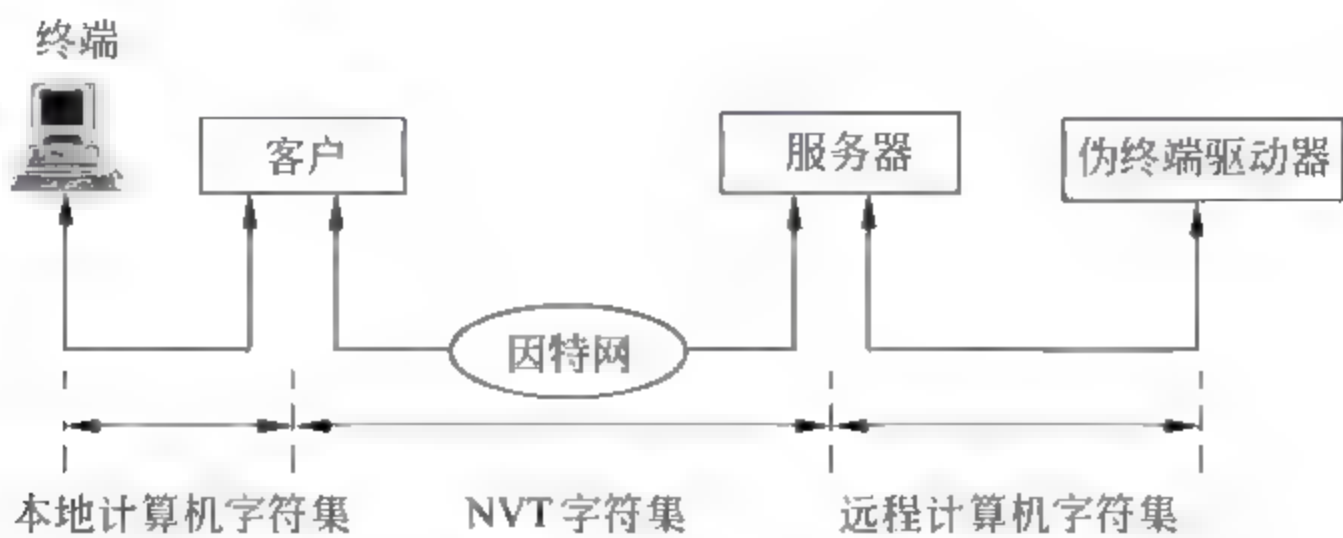 终端
客户
服务器
伪终端驱动器
因特网
本地计算机字符集
NVT字符集
远程计算机字符集